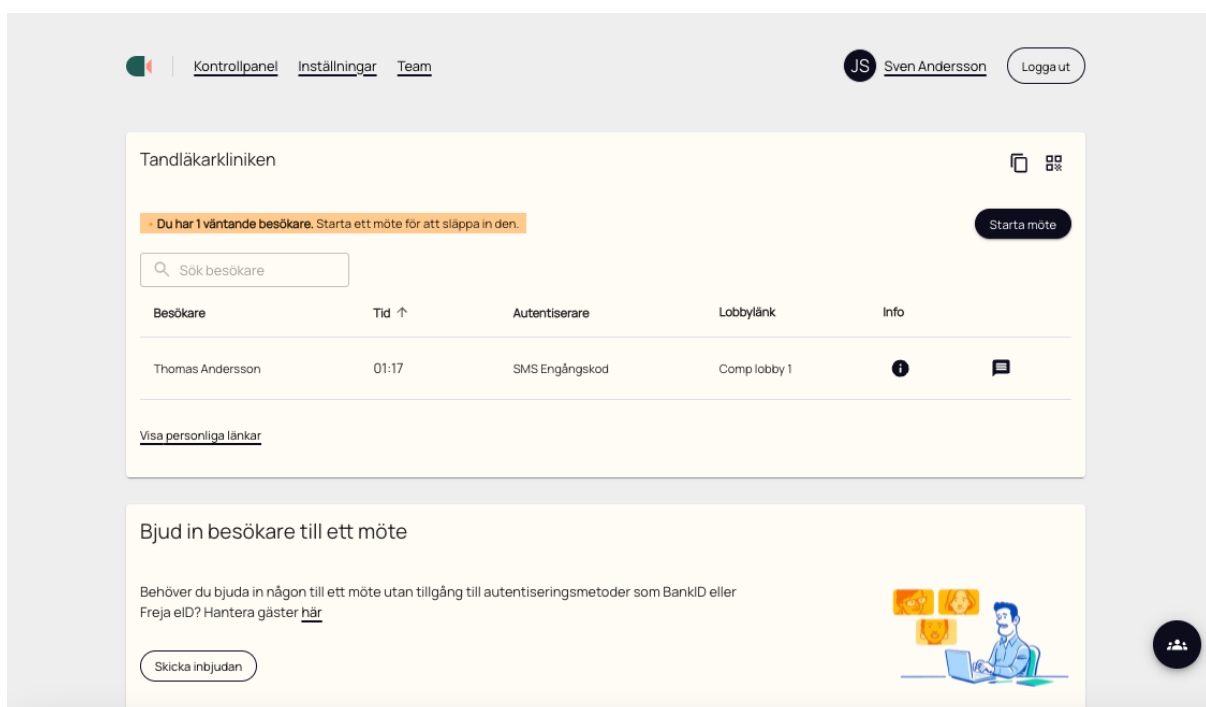 Kontrollpanel Inställningar Team JS Sven Andersson Logga ut
Tandläkarkliniken
• Du har 1 väntande besökare. Starta ett möte för att släppa in den. Starta möte
Sök besökare
Besökare Tid ↑ Autentiserare Lobbylänk Info
Thomas Andersson 01:17 SMS Engångskod Comp lobby 1
Visa personliga länkar
Bjud in besökare till ett möte
Behöver du bjuda in någon till ett möte utan tillgång till autentiseringsmetoder som BankID eller
Freja eID? Hantera gäster här
Skicka inbjudan